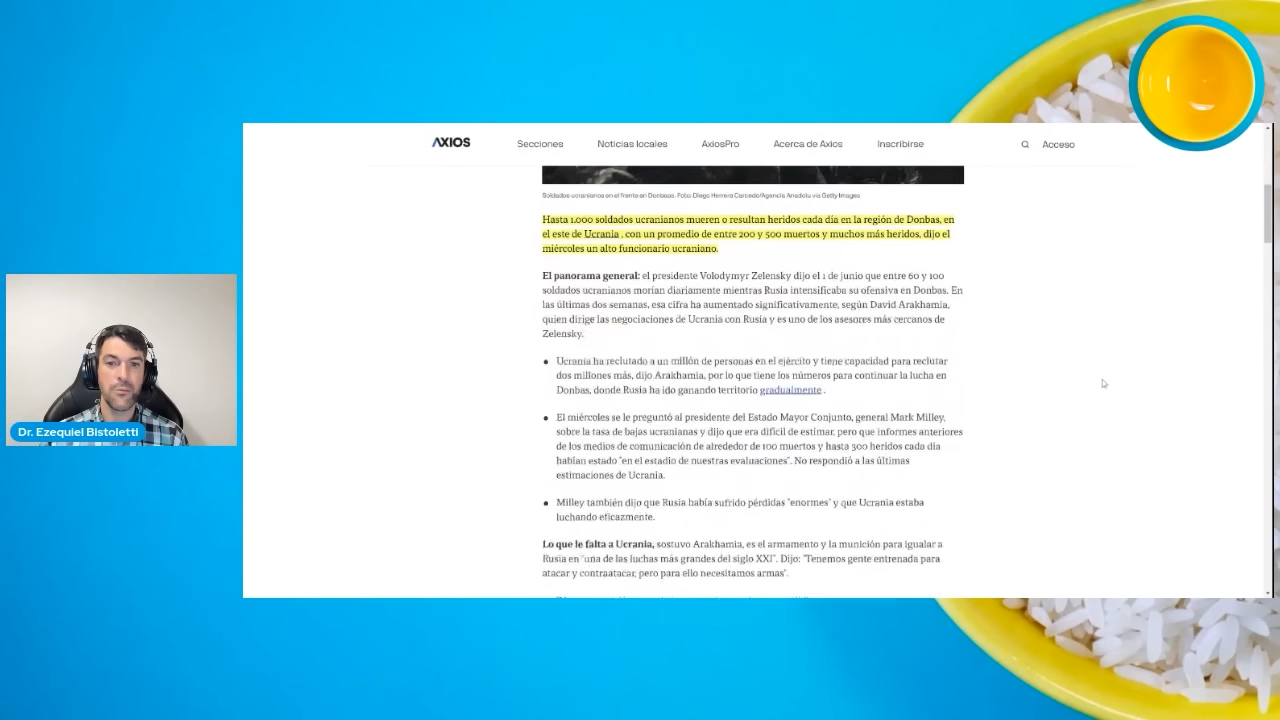 AXIOS
Secciones
Noticias locales
AxiosPro
Acerca de Axios
Inscribirse
Acceso
Soldados ucranianos en el frente en Donbass. Foto: Diego Herrera Carcedo/Agencia Anadolu vía Getty Images
Hasta 1.000 soldados ucranianos mueren o resultan heridos cada día en la región de Donbas, en
el este de Ucrania , con un promedio de entre 200 y 500 muertos y muchos más heridos, dijo el
miércoles un alto funcionario ucraniano.
El panorama general: el presidente Volodymyr Zelensky dijo el 1 de junio que entre 60 y 100
soldados ucranianos morían diariamente mientras Rusia intensificaba su ofensiva en Donbas. En
las últimas dos semanas, esa cifra ha aumentado significativamente, según David Arakhamia,
quien dirige las negociaciones de Ucrania con Rusia y es uno de los asesores más cercanos de
Zelensky.
Ucrania ha reclutado a un millón de personas en el ejército y tiene capacidad para reclutar
dos millones más, dijo Arakhamia, por lo que tiene los números para continuar la lucha en
Donbas, donde Rusia ha ido ganando territorio gradualmente .
El miércoles se le preguntó al presidente del Estado Mayor Conjunto, general Mark Milley,
sobre la tasa de bajas ucranianas y dijo que era difícil de estimar, pero que informes anteriores
de los medios de comunicación de alrededor de 100 muertos y hasta 300 heridos cada día
habían estado "en el estadio de nuestras evaluaciones". No respondió a las últimas
estimaciones de Ucrania.
Milley también dijo que Rusia había sufrido pérdidas "enormes" y que Ucrania estaba
luchando eficazmente.
Lo que le falta a Ucrania, sostuvo Arakhamia, es el armamento y la munición para igualar a
Rusia en "una de las luchas más grandes del siglo XXI". Dijo: "Tenemos gente entrenada para
atacar y contraatacar, pero para ello necesitamos armas".
Dr. Ezequiel Bistoletti